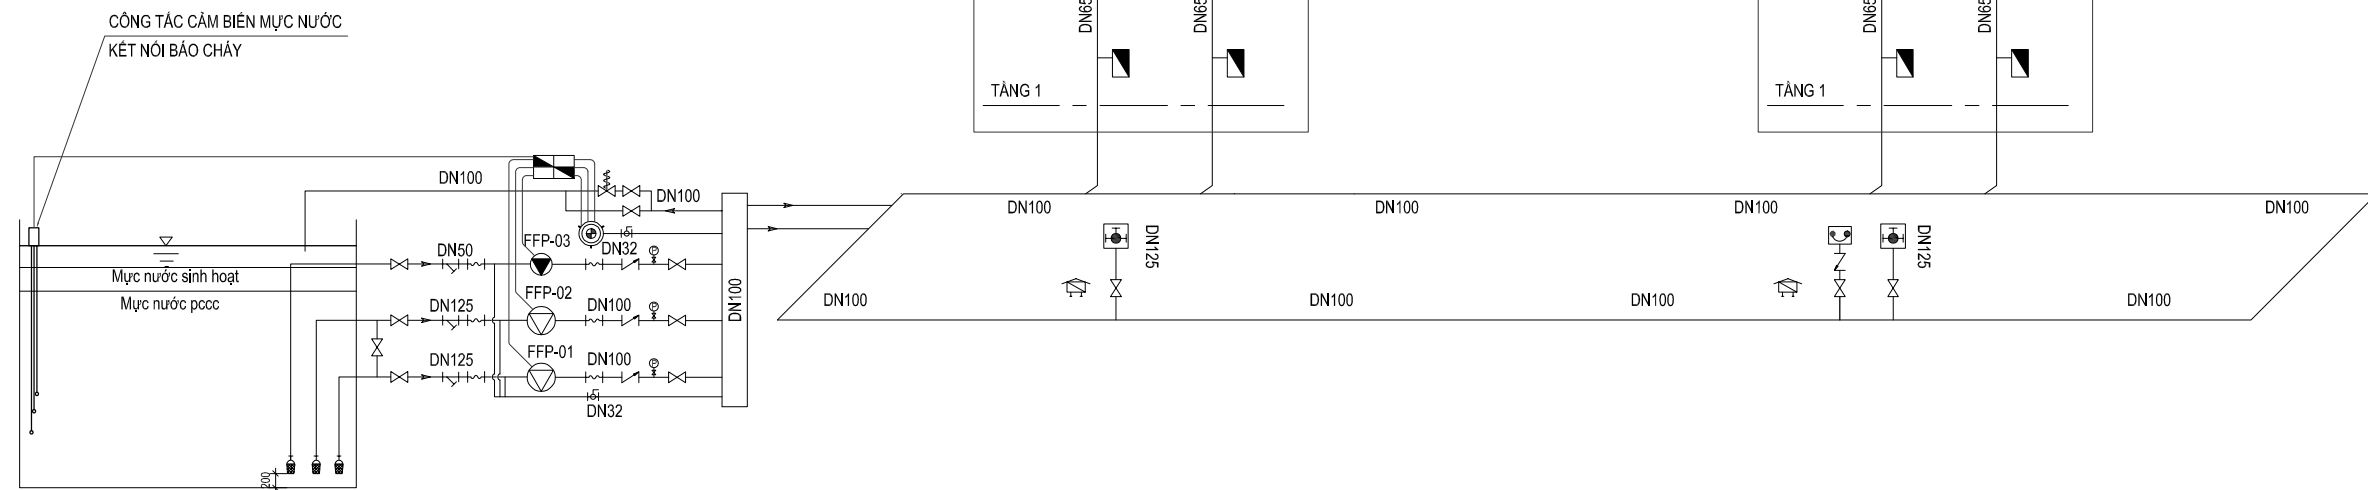 CÔNG TẮC CẢM BIẾN MỰC NƯỚC
KẾT NỐI BÁO CHÁY
DN65
DN65
DN65
DN65
TẦNG 1
TẦNG 1
DN100
DN100
DN100
DN100
DN100
DN100
FFP-03
DN50
DN32
DN125
DN125
Mực nước sinh hoạt
Mực nước pccc
FFP-02
DN125
DN100
DN100
DN100
DN100
DN100
DN100
FFP-01
DN125
DN100
DN100
DN32
200